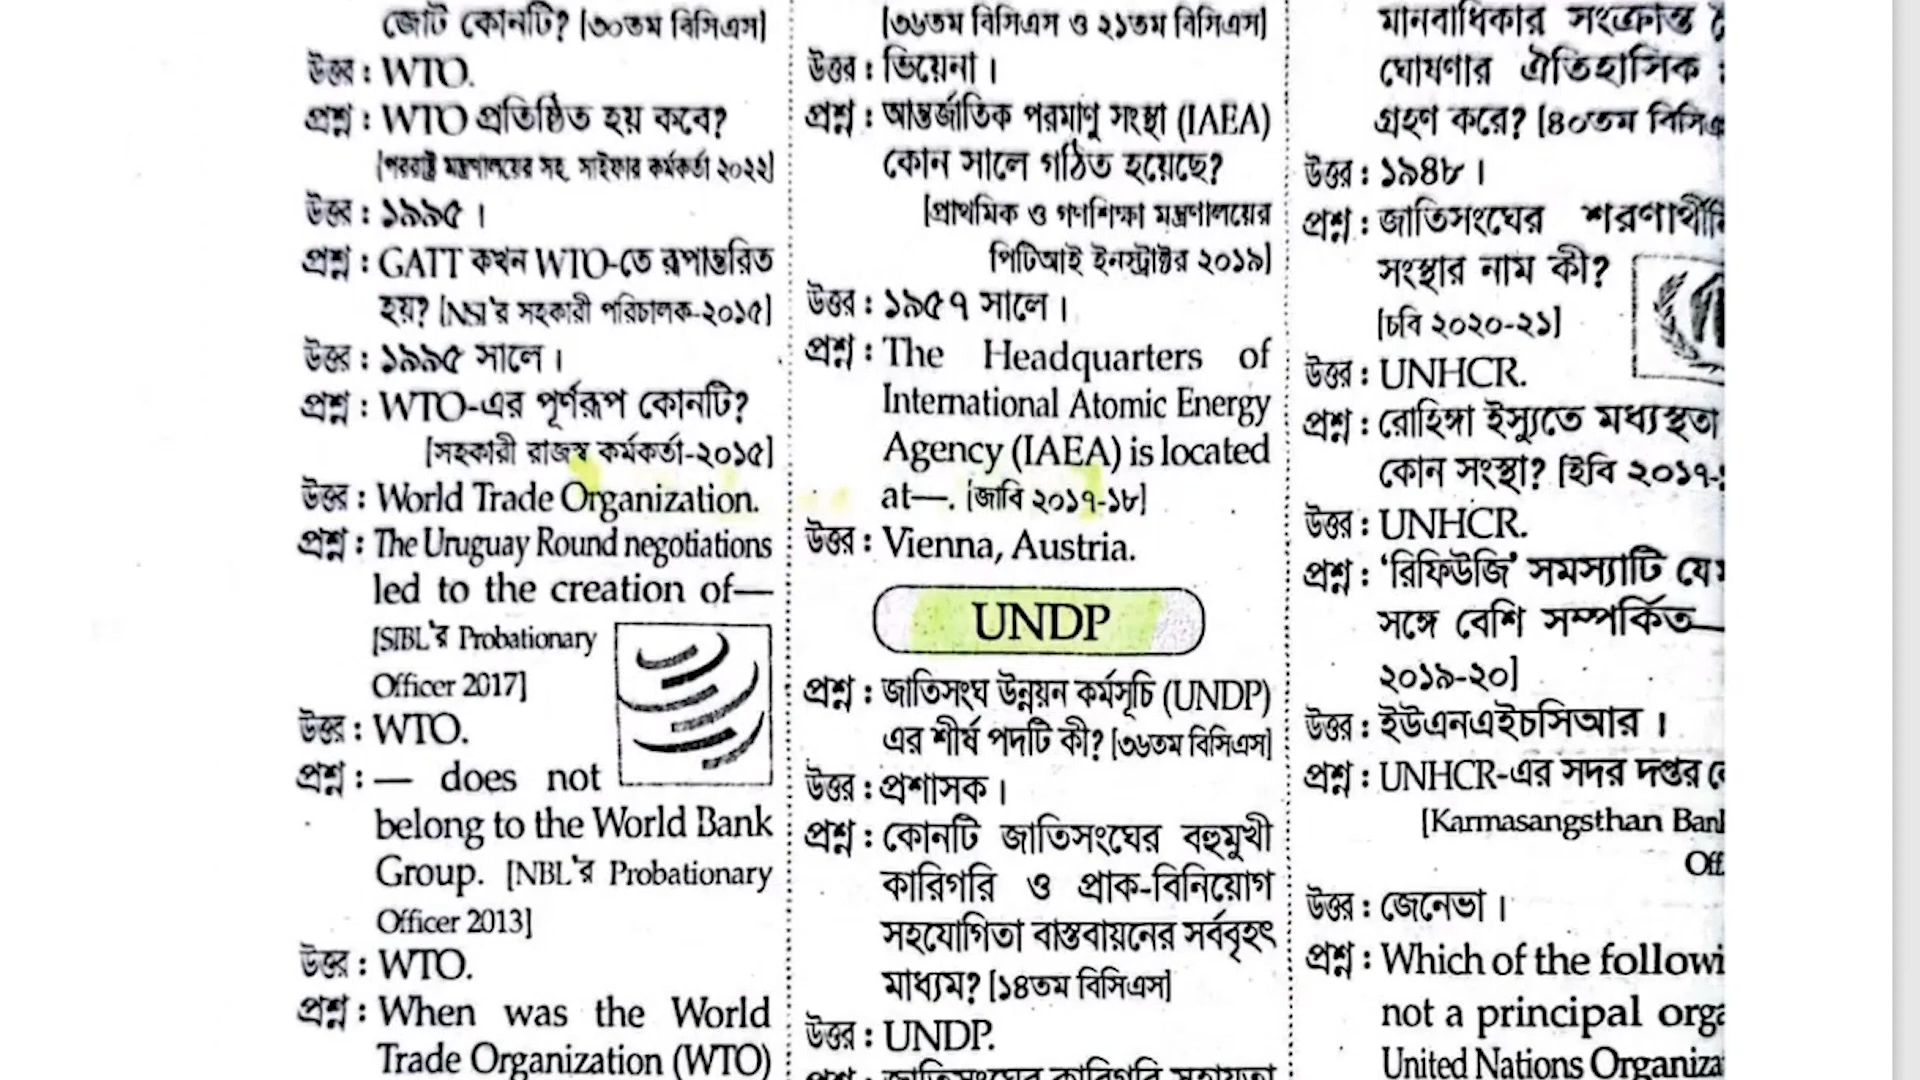 জোট কোনটি? [৩০তম বিসিএস]
উত্তর : WTO.
প্রশ্ন : WTO প্রতিষ্ঠিত হয় কবে?
[পররাষ্ট্র মন্ত্রণালয়ের সহ. সাইফার কর্মকর্তা ২০২২]
উত্তর : ১৯৯৫।
প্রশ্ন : GATT কখন WTO-তে রূপান্তরিত
হয়? [NSI'র সহকারী পরিচালক-২০১৫]
উত্তর : ১৯৯৫ সালে।
প্রশ্ন : WTO-এর পূর্ণরূপ কোনটি?
[সহকারী রাজস্ব কর্মকর্তা-২০১৫]
উত্তর : World Trade Organization.
প্রশ্ন : The Uruguay Round negotiations
led to the creation of—
[SIBL'র Probationary
Officer 2017]
উত্তর : WTO.
প্রশ্ন : — does not
belong to the World Bank
Group. [NBL'র Probationary
Officer 2013]
উত্তর : WTO.
প্রশ্ন : When was the World
Trade Organization (WTO)
[৩৬তম বিসিএস ও ২১তম বিসিএস]
উত্তর : ভিয়েনা।
প্রশ্ন : আন্তর্জাতিক পরমাণু সংস্থা (IAEA)
কোন সালে গঠিত হয়েছে?
[প্রাথমিক ও গণশিক্ষা মন্ত্রণালয়ের
পিটিআই ইনস্ট্রাক্টর ২০১৯]
উত্তর : ১৯৫৭ সালে।
প্রশ্ন : The Headquarters of
International Atomic Energy
Agency (IAEA) is located
at—. [জাবি ২০১৭-১৮]
উত্তর : Vienna, Austria.
UNDP
প্রশ্ন : জাতিসংঘ উন্নয়ন কর্মসূচি (UNDP)
এর শীর্ষ পদটি কী? [৩৬তম বিসিএস]
উত্তর : প্রশাসক।
প্রশ্ন : কোনটি জাতিসংঘের বহুমুখী
কারিগরি ও প্রাক-বিনিয়োগ
সহযোগিতা বাস্তবায়নের সর্ববৃহৎ
মাধ্যম? [১৪তম বিসিএস]
উত্তর : UNDP.
প্রশ্ন : জাতিসংঘের কারিগরি সহায়তা
মানবাধিকার সংক্রান্ত
ঘোষণার ঐতিহাসিক
গ্রহণ করে? [৪০তম
উত্তর : ১৯৪৮।
প্রশ্ন : জাতিসংঘের
সংস্থার নাম কী?
[চবি ২০২০-২১]
উত্তর : UNHCR.
প্রশ্ন : রোহিঙ্গা ইস্যুতে মধ্যস্থতা
কোন সংস্থা? [ইবি ২০১৭-
উত্তর : UNHCR.
প্রশ্ন : ‘রিফিউজি’ সমস্যাটি
সঙ্গে বেশি সম্পর্কিত—
২০১৯-২০]
উত্তর : ইউএনএইচসিআর।
প্রশ্ন : UNHCR-এর সদর দপ্তর
[Karmasangsthan
উত্তর : জেনেভা।
প্রশ্ন : Which of the
not a principal
United Nations